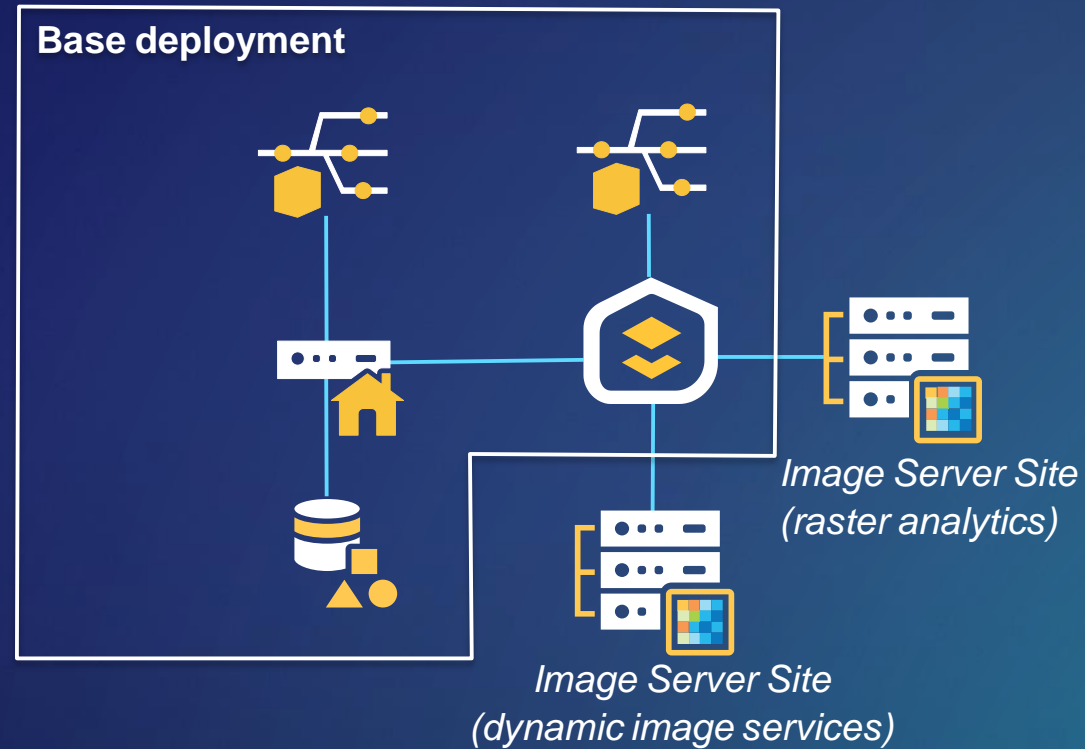 Base deployment
Image Server Site
(raster analytics)
Image Server Site
(dynamic image services)